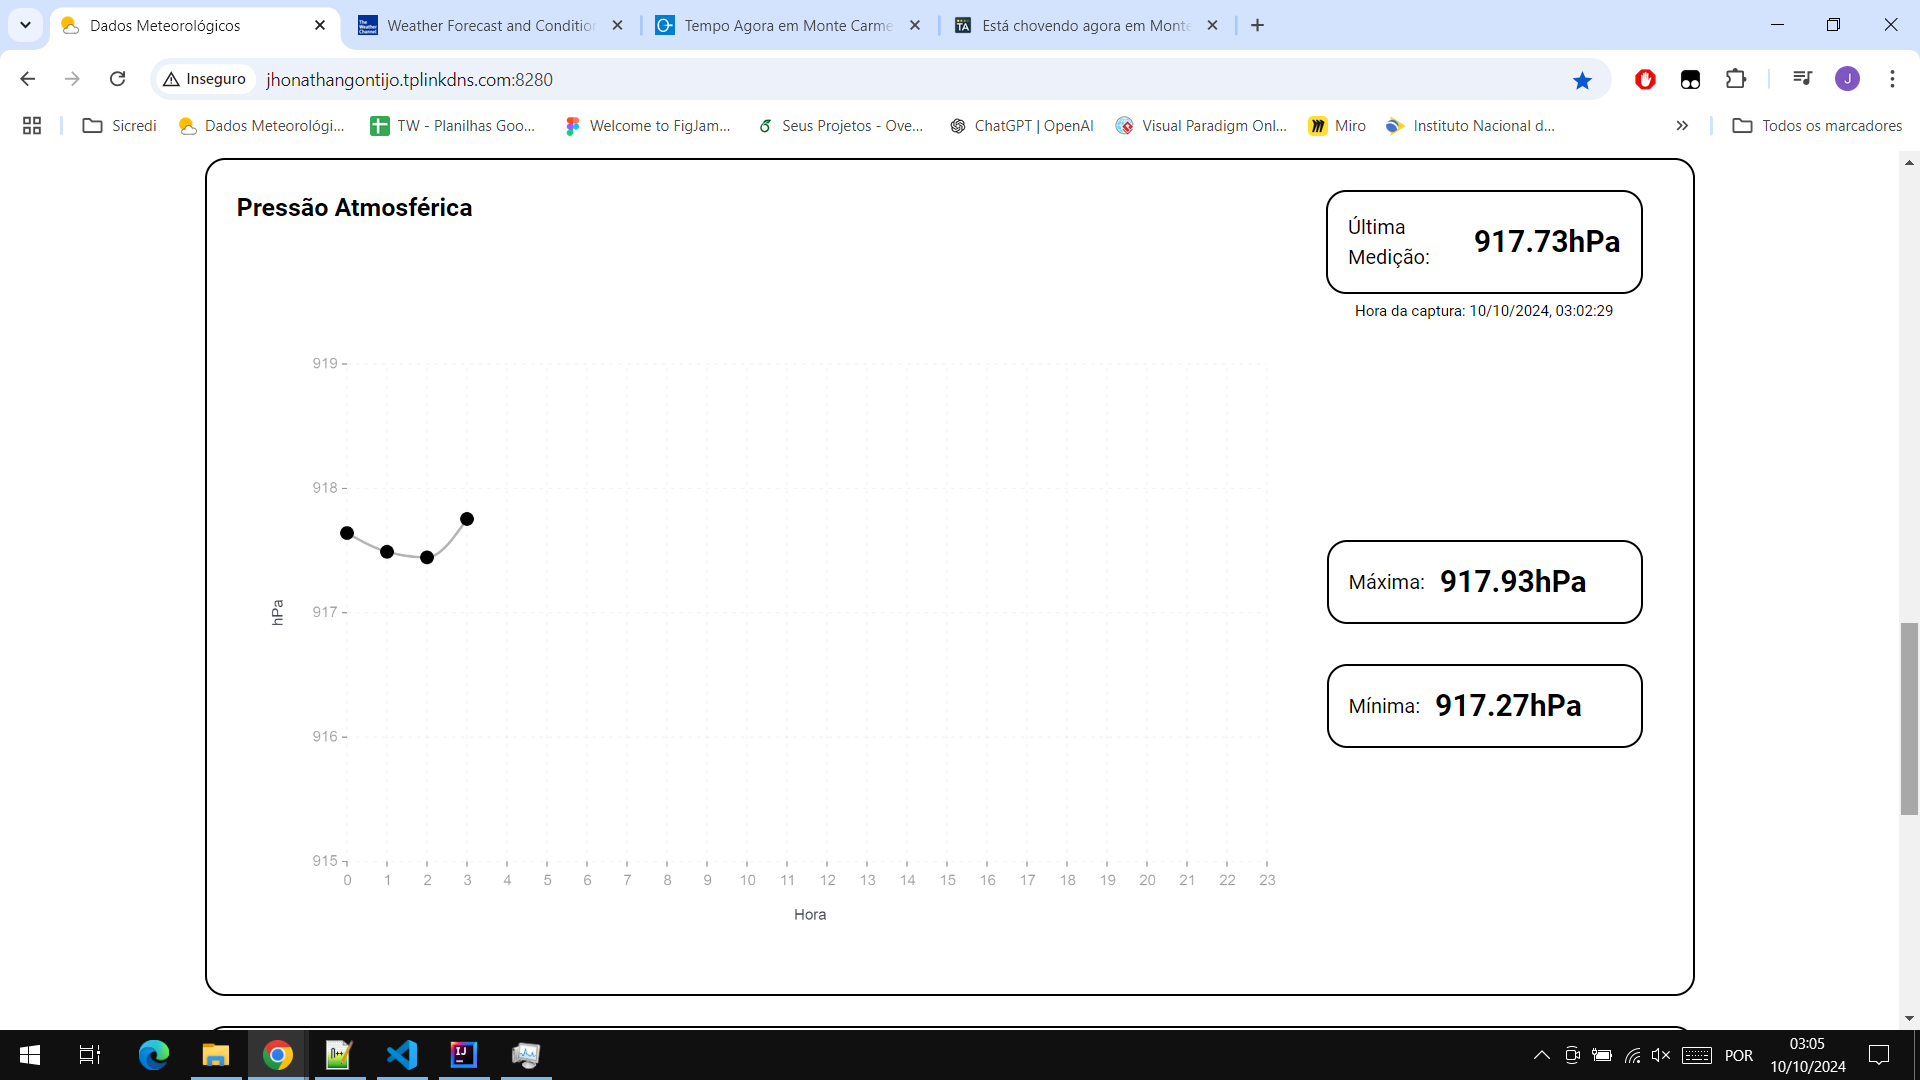 Dados Meteorológicos
Weather Forecast and Conditio
Tempo Agora em Monte Carme
Está chovendo agora em Monte
Inseguro
jhonathangontijo.tplinkdns.com:8280
J
Sicredi
Dados Meteorológi...
TW - Planilhas Goo...
Welcome to FigJam...
Seus Projetos - Ove...
ChatGPT | OpenAI
Visual Paradigm Onl...
Miro
Instituto Nacional d...
Todos os marcadores
Pressão Atmosférica
Última
Medição:
917.73hPa
Hora da captura: 10/10/2024, 03:02:29
919
918
917
916
915
hPa
0 1 2 3 4 5 6 7 8 9 10 11 12 13 14 15 16 17 18 19 20 21 22 23
Hora
Máxima: 917.93hPa
Mínima: 917.27hPa
POR
03:05
10/10/2024